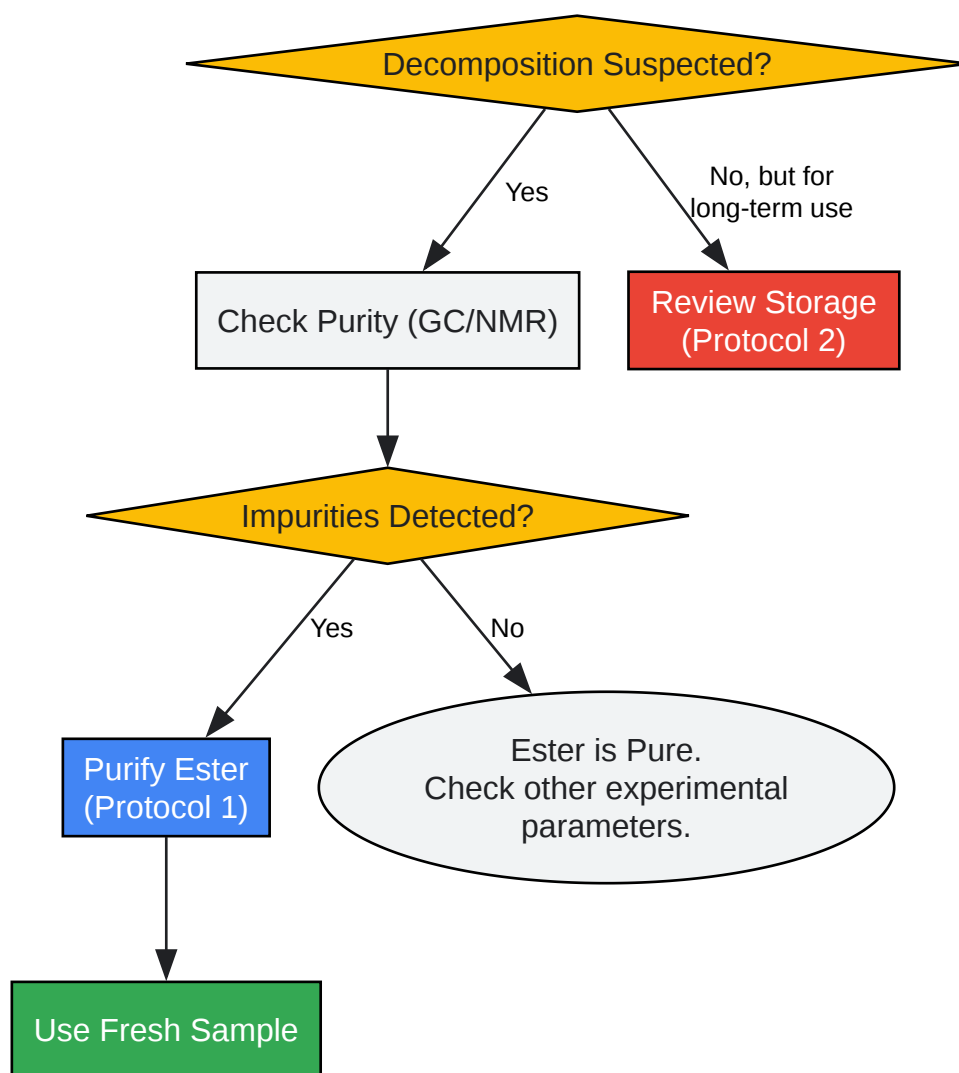 Decomposition Suspected?
Yes
No, but for
long-term use
Check Purity (GC/NMR)
Review Storage
(Protocol 2)
Impurities Detected?
Yes
No
Purify Ester
(Protocol 1)
Ester is Pure.
Check other experimental
parameters.
Use Fresh Sample